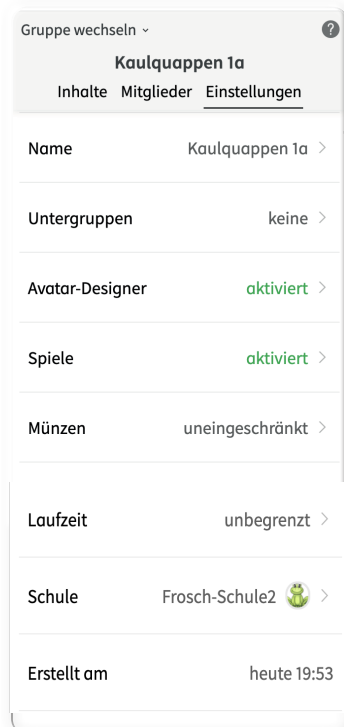 Gruppe wechseln
?
Kaulquappen 1a
Inhalte Mitglieder Einstellungen
Name Kaulquappen 1a
Untergruppen keine
Avatar-Designer aktiviert
Spiele aktiviert
Münzen uneingeschränkt
Laufzeit unbegrenzt
Schule Frosch-Schule2
Erstellt am heute 19:53